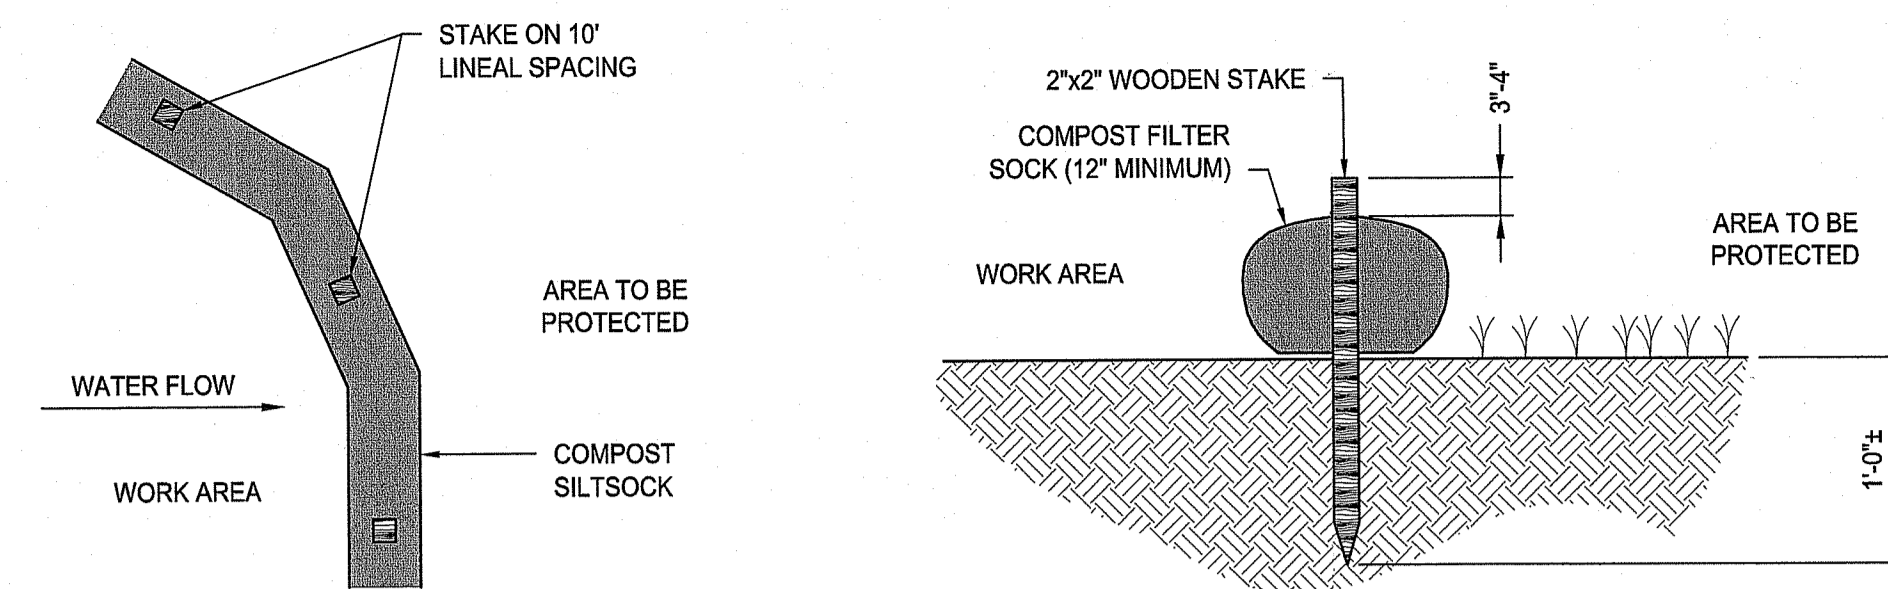 STAKE ON 10'
LINEAL SPACING
AREA TO BE
PROTECTED
WATER FLOW
WORK AREA
COMPOST
SILTSOCK
2"x2" WOODEN STAKE
COMPOST FILTER
SOCK (12" MINIMUM)
3"-4"
WORK AREA
AREA TO BE
PROTECTED
1'-0"±